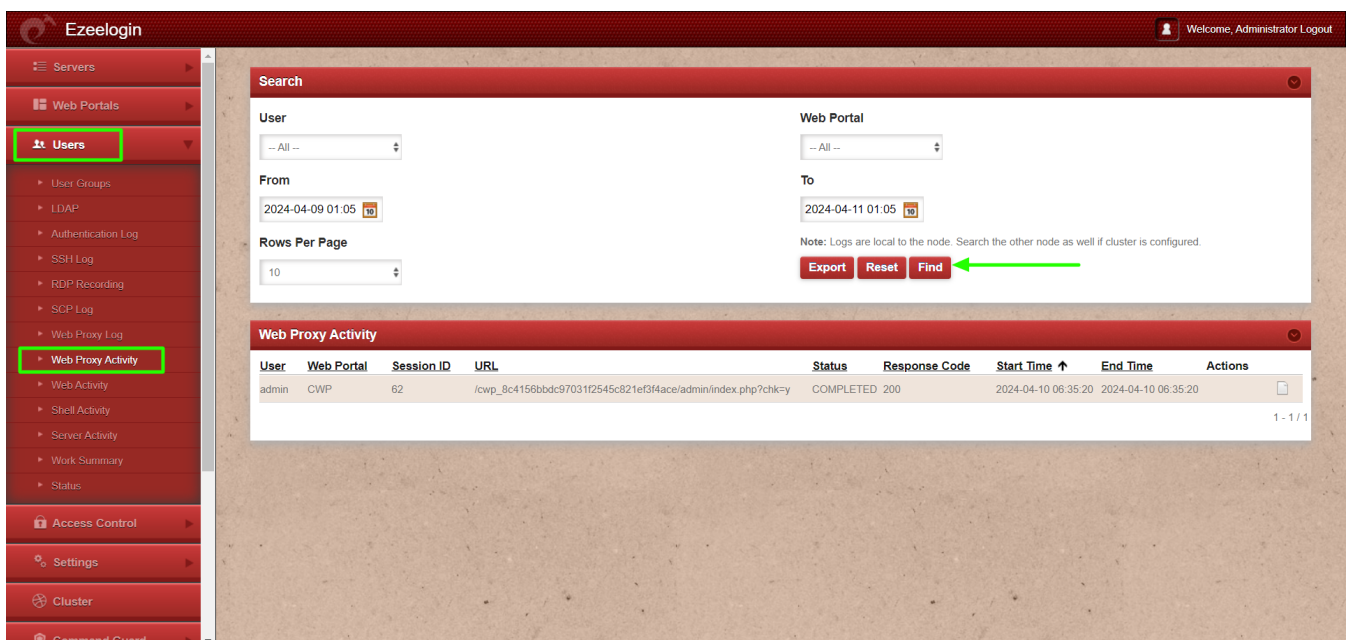 Ezeelogin
Welcome, Administrator Logout
Servers
Web Portals
Users
User Groups
LDAP
Authentication Log
SSH Log
RDP Recording
SCP Log
Web Proxy Log
Web Proxy Activity
Web Activity
Shell Activity
Server Activity
Work Summary
Status
Access Control
Settings
Cluster
Command Guard
Search
User Web Portal
-- All -- -- All --
From To
2024-04-09 01:05 10 2024-04-11 01:05 10
Rows Per Page Note: Logs are local to the node. Search the other node as well if cluster is configured.
10 Export Reset Find
Web Proxy Activity
User Web Portal Session ID URL Status Response Code Start Time ↑ End Time Actions
admin CWP 62 /cwp_8c4156bbdc97031f2545c821ef3f4ace/admin/index.php?chk=y COMPLETED 200 2024-04-10 06:35:20 2024-04-10 06:35:20
1 - 1 / 1